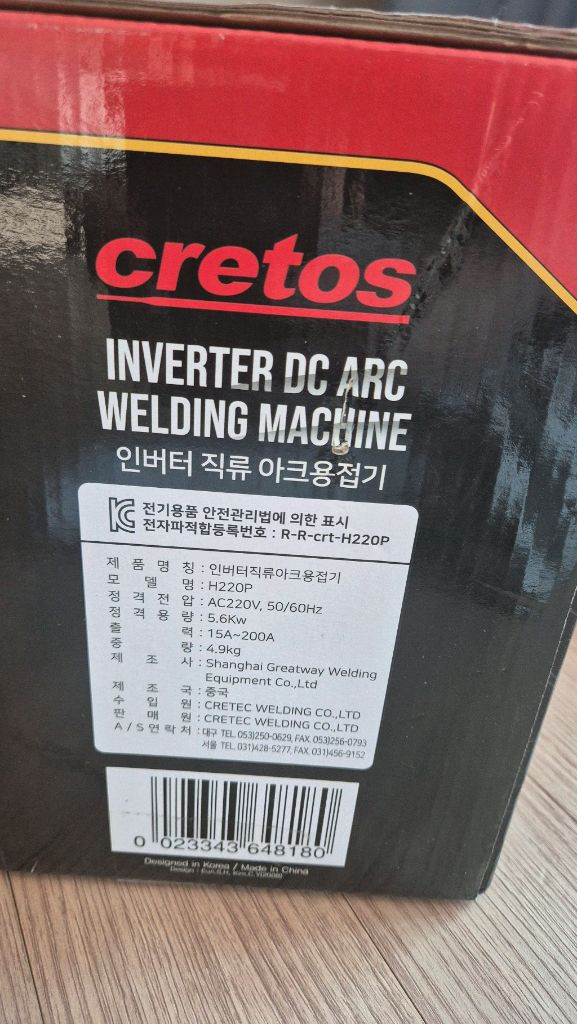 cretos
INVERTER DC ARC
WELDING MACHINE
인버터 직류 아크용접기
전기용품 안전관리법에 의한 표시
전자파적합등록번호 : R-R-crt-H220P
제 품 명 칭 : 인버터직류아크용접기
모 델 명 : H220P
정 격 전 압 : AC220V, 50/60Hz
정 격 용 량 : 5.6Kw
출 력 : 15A~200A
중 량 : 4.9kg
제 조 사 : Shanghai Greatway Welding
Equipment Co.,Ltd
제 조 국 : 중국
수 입 원 : CRETEC WELDING CO.,LTD
판 매 원 : CRETEC WELDING CO.,LTD
A/S연락처 : 대구 TEL 053)250-0629, FAX. 053)256-0793
서울 TEL. 031)428-5277, FAX. 031)456-9152
0 023343 648180
Designed in Korea / Made in China
Design : Eun.S.H, Kim.C.Y(2008)